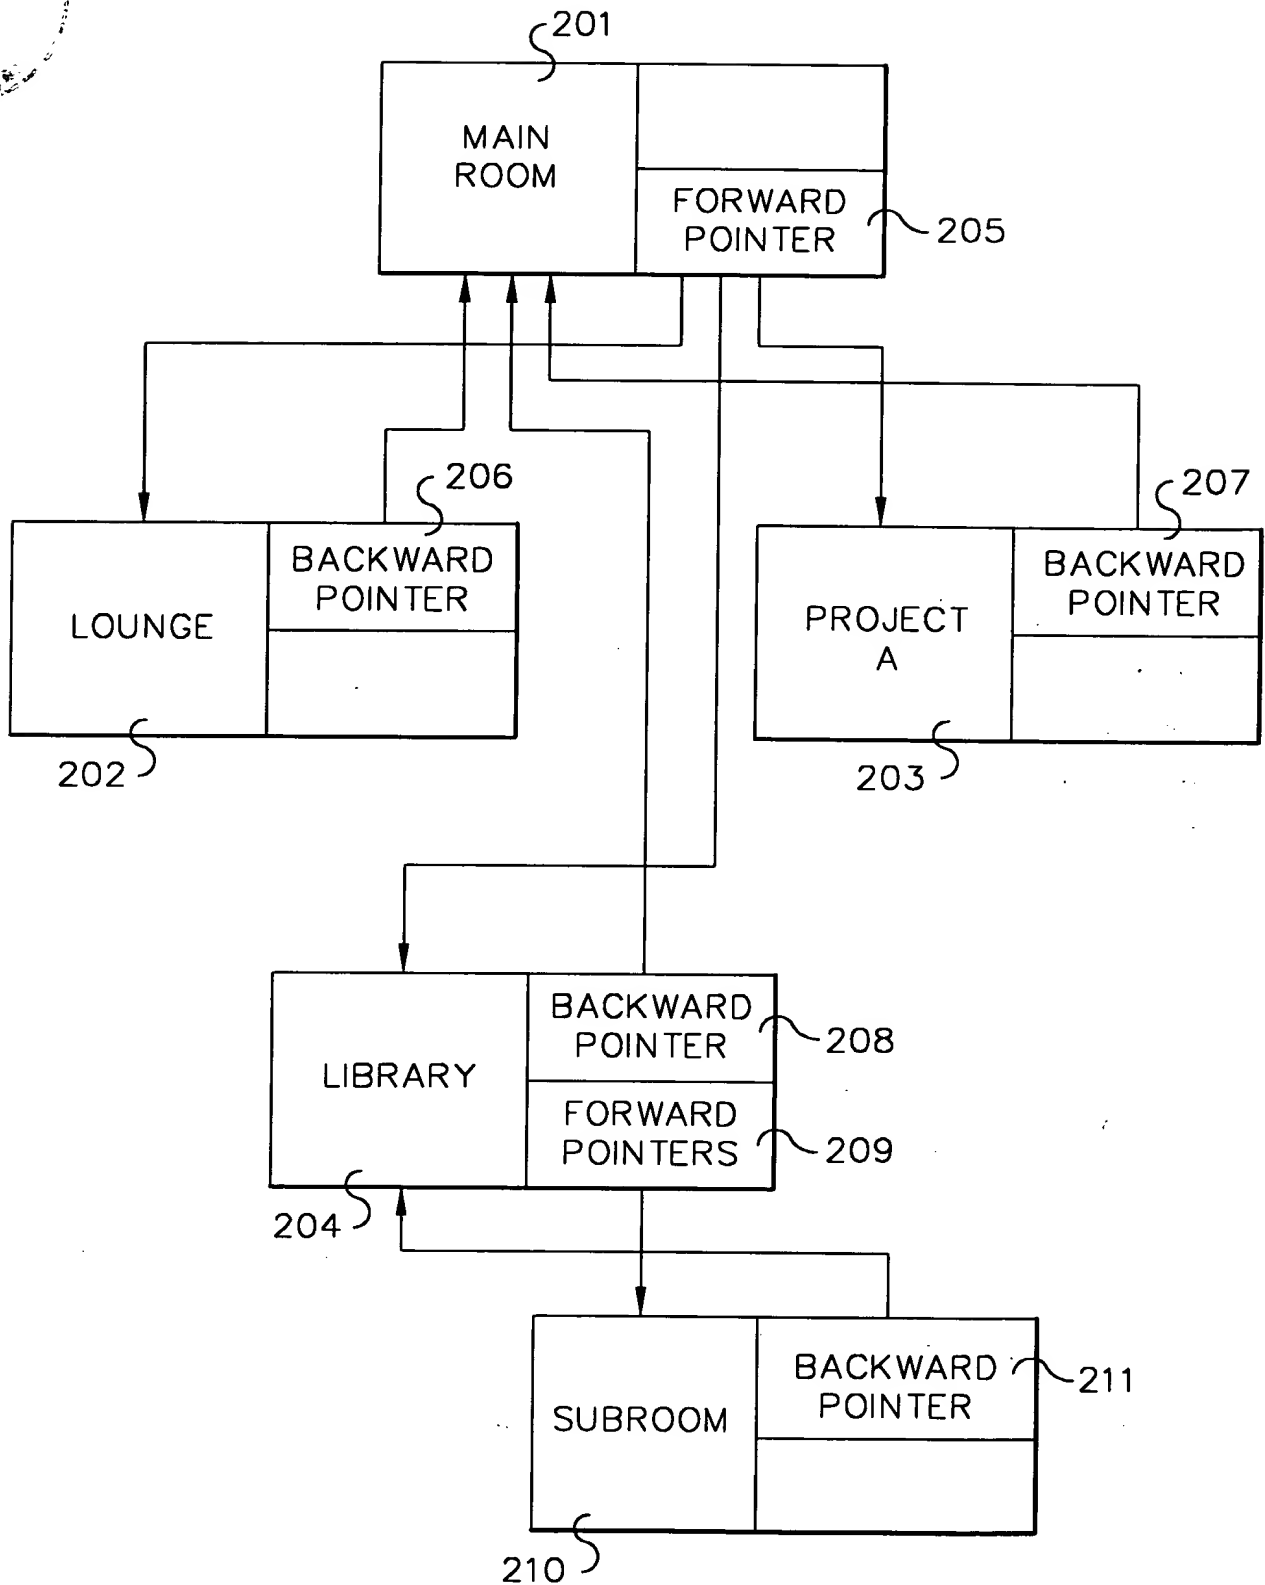 201
MAIN
ROOM
FORWARD
POINTER
205
206
BACKWARD
POINTER
LOUNGE
202
207
BACKWARD
POINTER
PROJECT
A
203
BACKWARD
POINTER
208
LIBRARY
FORWARD
POINTERS
209
204
BACKWARD
POINTER
211
SUBROOM
210